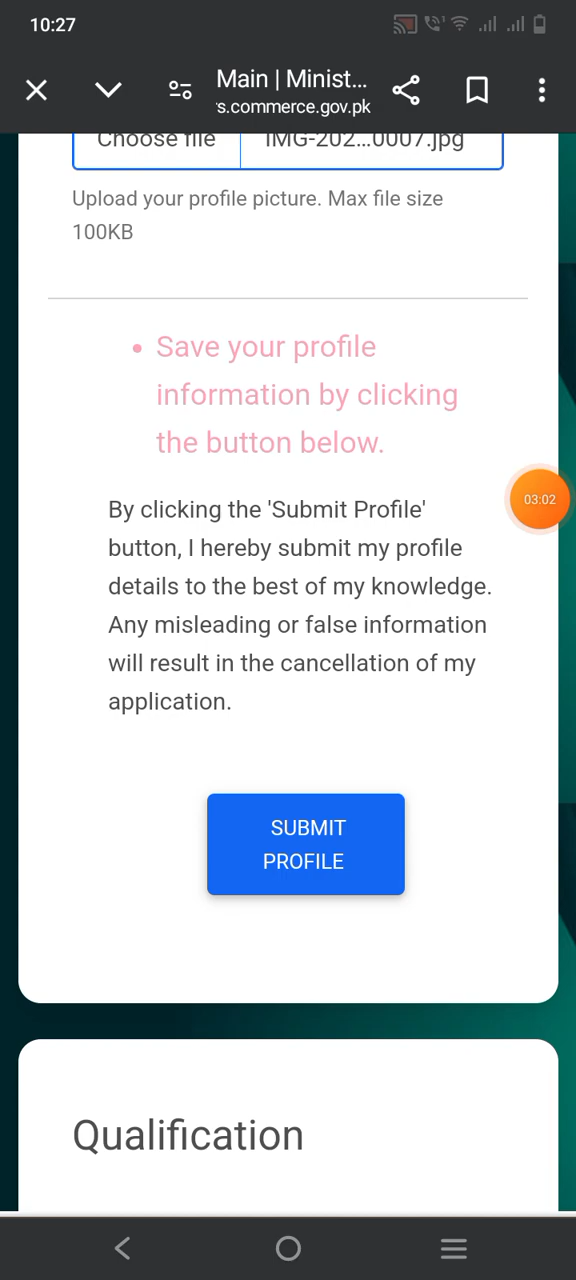 10:27
Main | Minist...
s.commerce.gov.pk
Choose file
IMG-202...0007.jpg
Upload your profile picture. Max file size
100KB
• Save your profile
information by clicking
the button below.
By clicking the 'Submit Profile'
button, I hereby submit my profile
details to the best of my knowledge.
Any misleading or false information
will result in the cancellation of my
application.
03:02
SUBMIT
PROFILE
Qualification